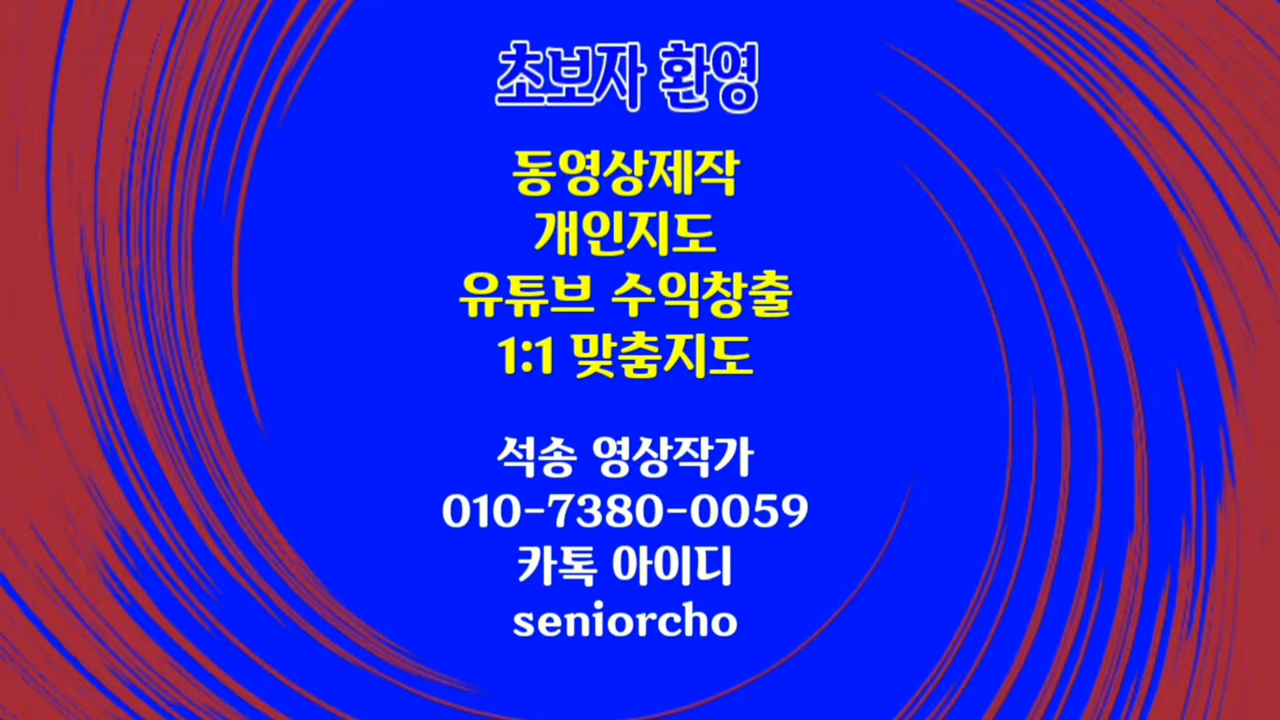 초보자 환영
동영상제작
개인지도
유튜브 수익창출
1:1 맞춤지도
석송 영상작가
010-7380-0059
카톡 아이디
seniorcho